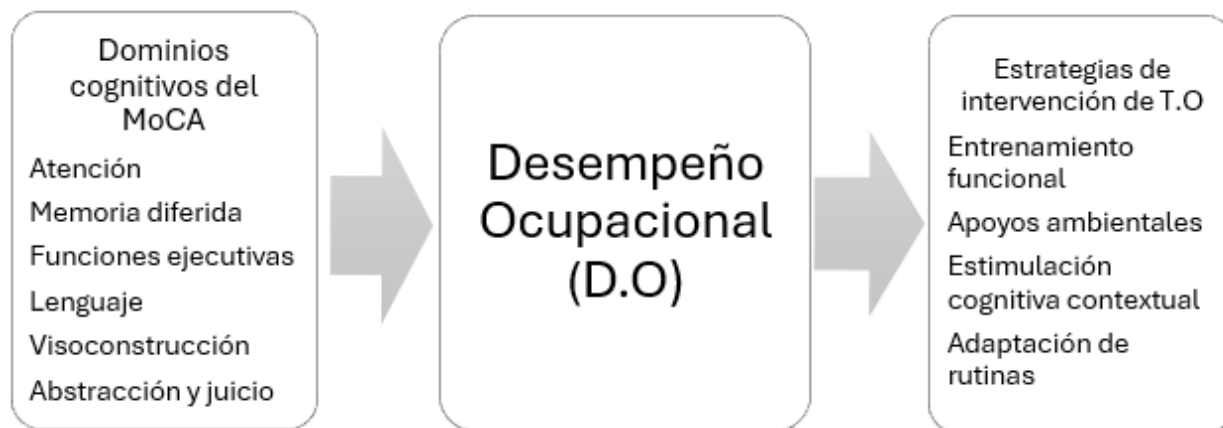 Dominios
cognitivos del
MoCA
Atención
Memoria diferida
Funciones ejecutivas
Lenguaje
Visoconstrucción
Abstracción y juicio
Desempeño
Ocupacional
(D.O)
Estrategias de
intervención de T.O
Entrenamiento
funcional
Apoyos ambientales
Estimulación
cognitiva contextual
Adaptación de
rutinas